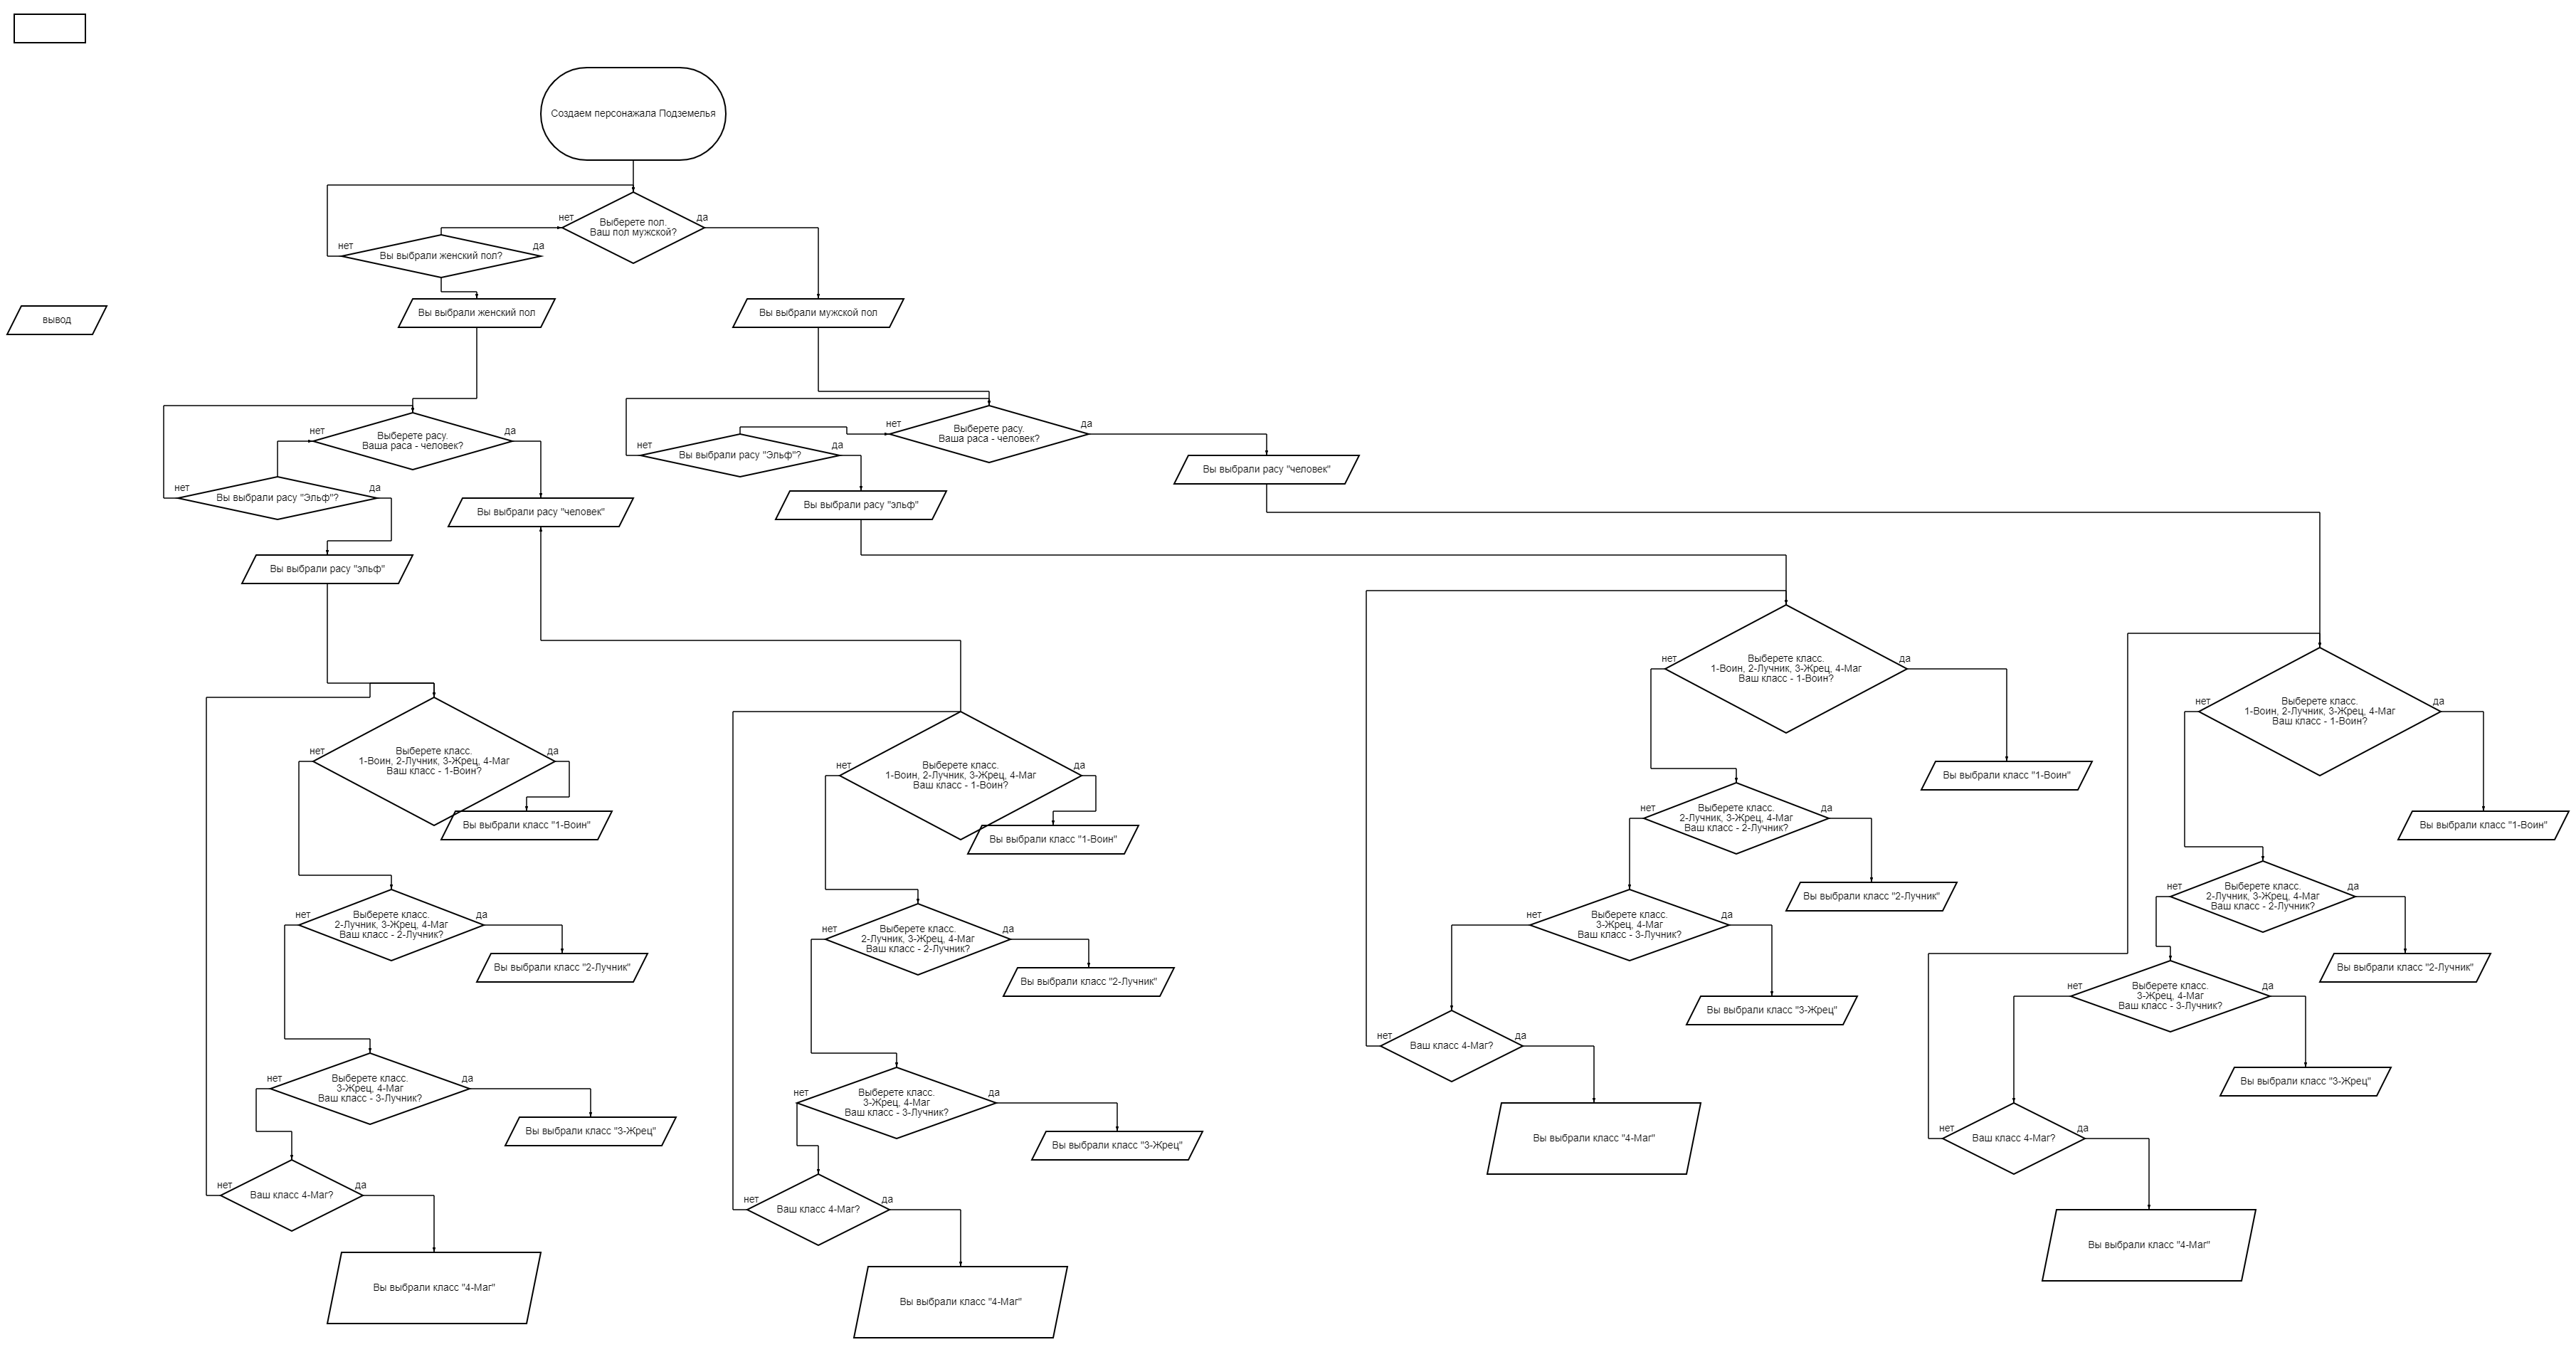 Создаем персонажала Подземелья
нет
да
Выберете пол.
Ваш пол мужской?
нет
да
Вы выбрали женский пол?
Вы выбрали женский пол
Вы выбрали мужской пол
вывод
нет
да
Выберете расу.
Ваша раса - человек?
нет
да
Вы выбрали расу "Эльф"?
Вы выбрали расу "человек"
Вы выбрали расу "эльф"
нет
да
Выберете расу.
Ваша раса - человек?
нет
да
Вы выбрали расу "Эльф"?
Вы выбрали расу "человек"
Вы выбрали расу "эльф"
нет
да
Выберете класс.
1-Воин, 2-Лучник, 3-Жрец, 4-Маг
Ваш класс - 1-Воин?
Вы выбрали класс "1-Воин"
нет
да
Выберете класс.
2-Лучник, 3-Жрец, 4-Маг
Ваш класс - 2-Лучник?
Вы выбрали класс "2-Лучник"
нет
да
Выберете класс.
3-Жрец, 4-Маг
Ваш класс - 3-Лучник?
Вы выбрали класс "3-Жрец"
нет
да
Ваш класс 4-Маг?
Вы выбрали класс "4-Маг"
нет
да
Выберете класс.
1-Воин, 2-Лучник, 3-Жрец, 4-Маг
Ваш класс - 1-Воин?
Вы выбрали класс "1-Воин"
нет
да
Выберете класс.
2-Лучник, 3-Жрец, 4-Маг
Ваш класс - 2-Лучник?
Вы выбрали класс "2-Лучник"
нет
да
Выберете класс.
3-Жрец, 4-Маг
Ваш класс - 3-Лучник?
Вы выбрали класс "3-Жрец"
нет
да
Ваш класс 4-Маг?
Вы выбрали класс "4-Маг"
нет
да
Выберете класс.
1-Воин, 2-Лучник, 3-Жрец, 4-Маг
Ваш класс - 1-Воин?
Вы выбрали класс "1-Воин"
нет
да
Выберете класс.
2-Лучник, 3-Жрец, 4-Маг
Ваш класс - 2-Лучник?
Вы выбрали класс "2-Лучник"
нет
да
Выберете класс.
3-Жрец, 4-Маг
Ваш класс - 3-Лучник?
Вы выбрали класс "3-Жрец"
нет
да
Ваш класс 4-Маг?
Вы выбрали класс "4-Маг"
нет
да
Выберете класс.
1-Воин, 2-Лучник, 3-Жрец, 4-Маг
Ваш класс - 1-Воин?
Вы выбрали класс "1-Воин"
нет
да
Выберете класс.
2-Лучник, 3-Жрец, 4-Маг
Ваш класс - 2-Лучник?
Вы выбрали класс "2-Лучник"
нет
да
Выберете класс.
3-Жрец, 4-Маг
Ваш класс - 3-Лучник?
Вы выбрали класс "3-Жрец"
нет
да
Ваш класс 4-Маг?
Вы выбрали класс "4-Маг"